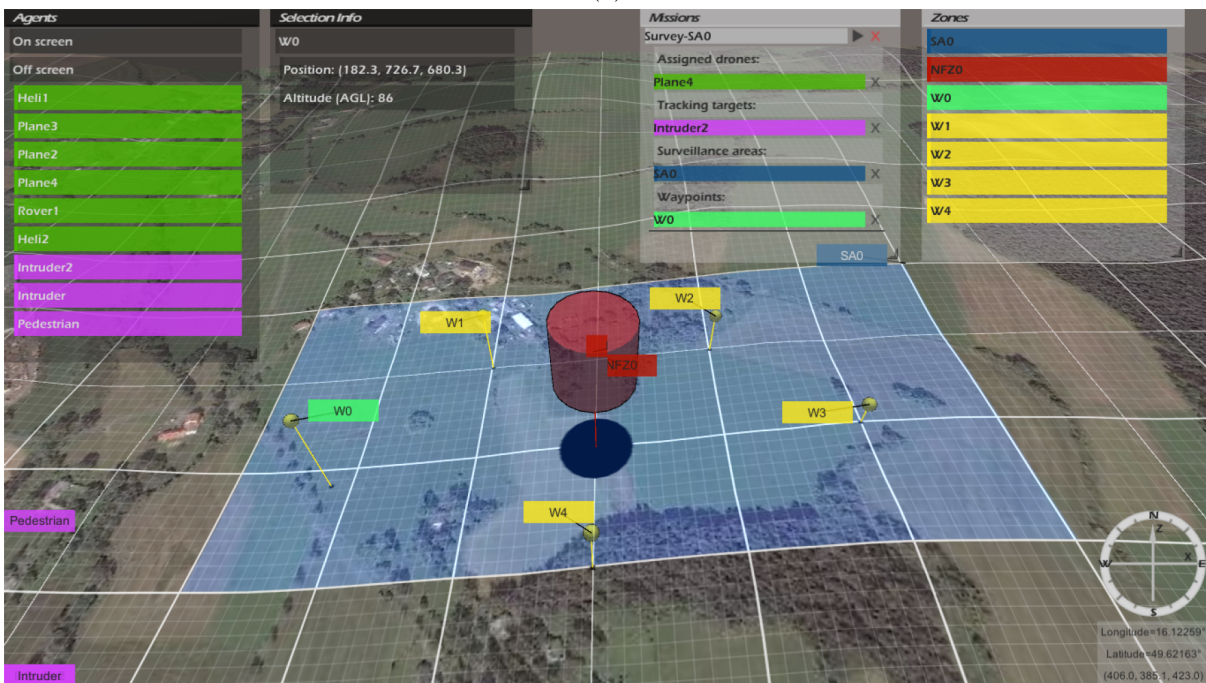 Agents
On screen
Off screen
Heli1
Plane3
Plane2
Plane4
Rover1
Heli2
Intruder2
Intruder
Pedestrian
Selection Info
W0
Position: (182.3, 726.7, 680.3)
Altitude (AGL): 86
Missions
Survey-SA0
X
Assigned drones:
Plane4 X
Tracking targets:
Intruder2 X
Surveillance areas:
SA0 X
Waypoints:
W0 X
Zones
SA0
NFZ0
W0
W1
W2
W3
W4
SA0
W2
W1
NFZ0
W0
W3
W4
Pedestrian
Intruder
N
Z
W
X
E
S
Longitude=16.12259°
Latitude=49.62163°
(406.0, 385.1, 423.0)